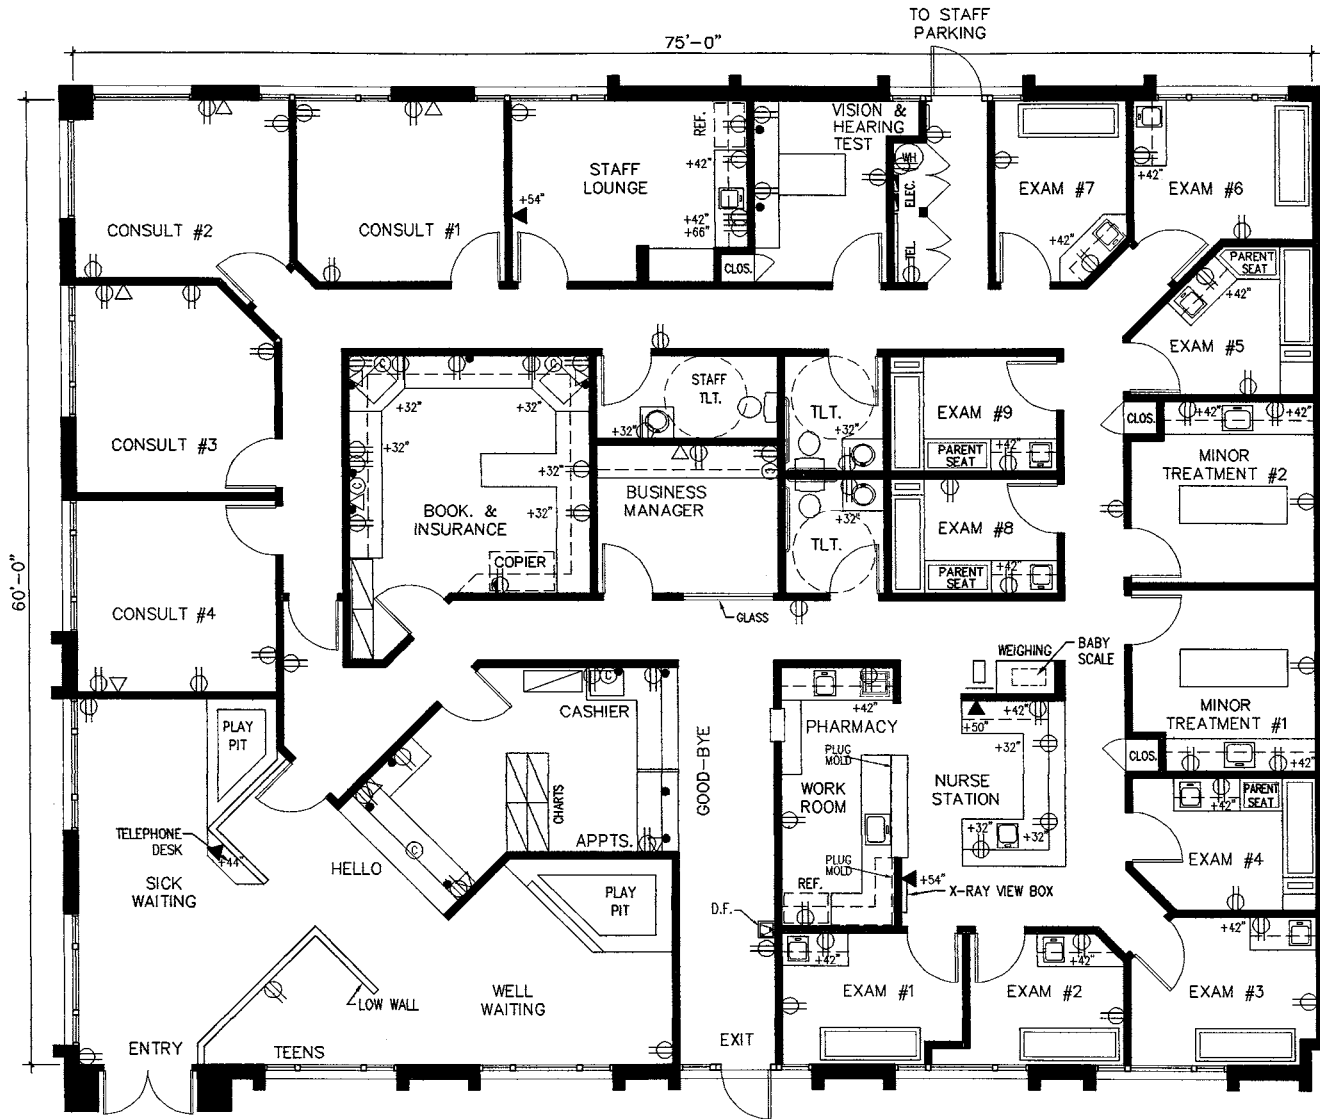 TO STAFF
PARKING
75'-0"
60'-0"
CONSULT #2
CONSULT #1
+54"
STAFF
LOUNGE
REF.
+42"
+42"
+66"
CLOS.
VISION &
HEARING
TEST
WH
ELEC.
TEL.
EXAM #7
+42"
EXAM #6
+42"
PARENT
SEAT
+42"
EXAM #5
CONSULT #3
+32"
+32"
+32"
+32"
+32"
BOOK. &
INSURANCE
COPIER
C
C
C
STAFF
TLT.
+32"
BUSINESS
MANAGER
C
GLASS
TLT.
+32"
TLT.
+32"
EXAM #9
PARENT
SEAT
+42"
EXAM #8
PARENT
SEAT
+42"
CLOS.
+42"
+42"
MINOR
TREATMENT #2
CONSULT #4
WEIGHING
BABY
SCALE
MINOR
TREATMENT #1
CLOS.
+42"
PLAY
PIT
CASHIER
C
CHARTS
APPTS.
C
HELLO
GOOD-BYE
PHARMACY
+42"
PLUG
MOLD
WORK
ROOM
PLUG
MOLD
REF.
+42"
+50"
+32"
NURSE
STATION
+32"
+32"
+54"
X-RAY VIEW BOX
+42"
PARENT
SEAT
EXAM #4
TELEPHONE
DESK
+44"
SICK
WAITING
PLAY
PIT
D.F.
LOW WALL
WELL
WAITING
+42"
EXAM #1
+42"
EXAM #2
+42"
EXAM #3
ENTRY
TEENS
EXIT